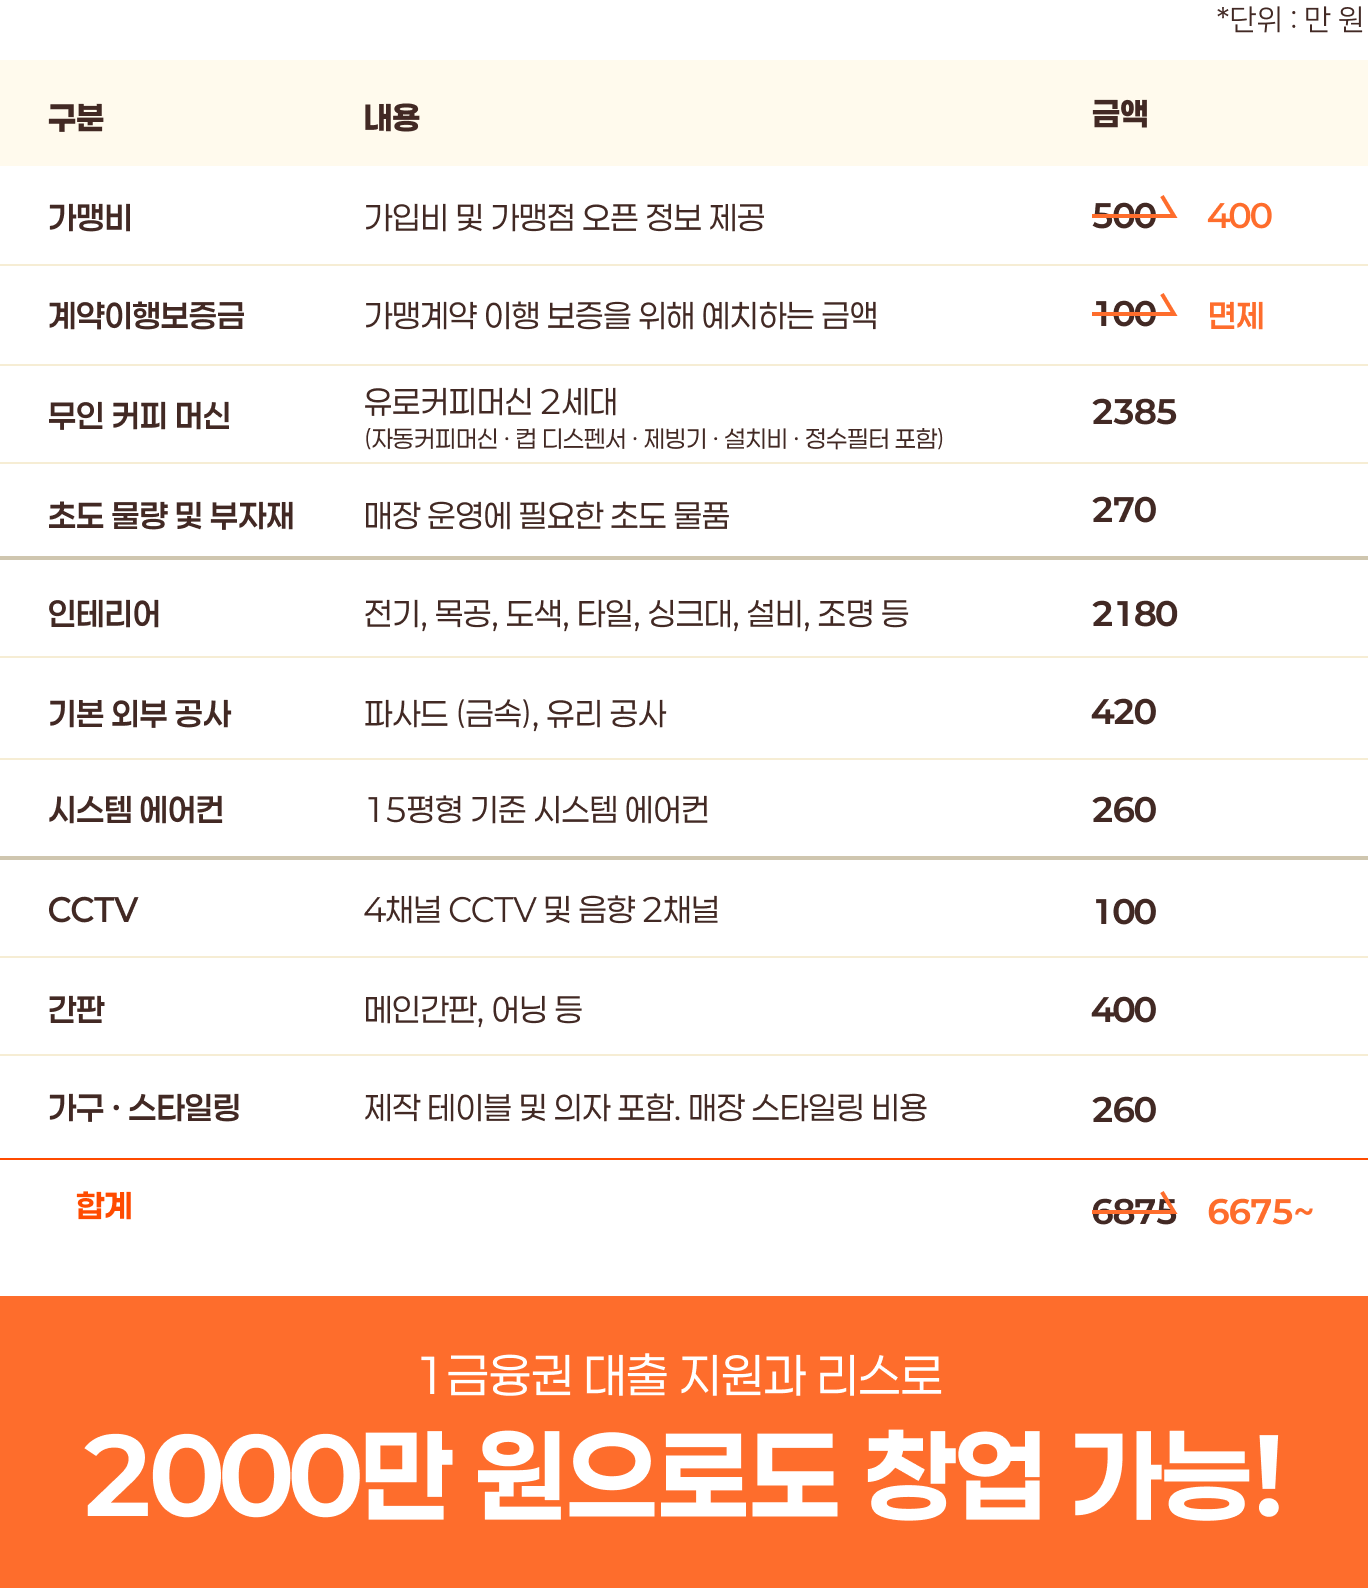 *단위 : 만 원
구분 내용 금액
가맹비 가입비 및 가맹점 오픈 정보 제공 500 400
계약이행보증금 가맹계약 이행 보증을 위해 예치하는 금액 100 면제
무인 커피 머신 유로커피머신 2세대 2385
(자동커피머신 · 컵 디스펜서 · 제빙기 · 설치비 · 정수필터 포함)
초도 물량 및 부자재 매장 운영에 필요한 초도 물품 270
인테리어 전기, 목공, 도색, 타일, 싱크대, 설비, 조명 등 2180
기본 외부 공사 파사드 (금속), 유리 공사 420
시스템 에어컨 15평형 기준 시스템 에어컨 260
CCTV 4채널 CCTV 및 음향 2채널 100
간판 메인간판, 어닝 등 400
가구 · 스타일링 제작 테이블 및 의자 포함. 매장 스타일링 비용 260
합계 6875 6675~
1금융권 대출 지원과 리스로
2000만 원으로도 창업 가능!